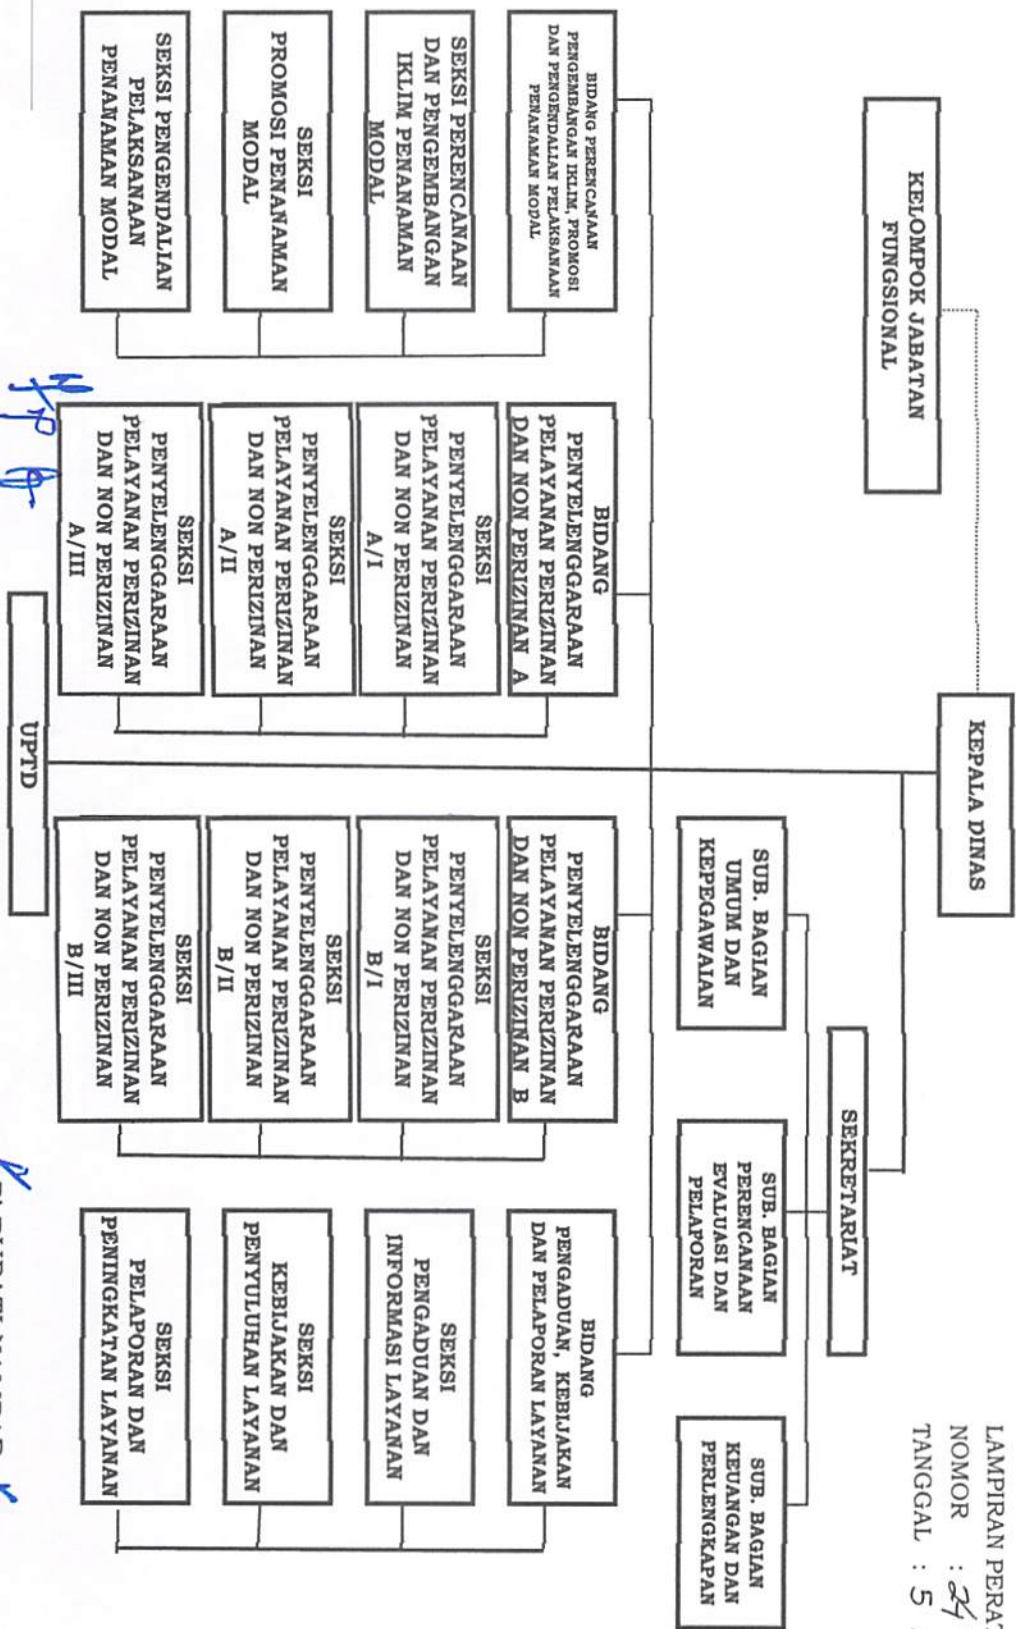 LAMPIRAN PERAT
NOMOR : 24
TANGGAL : 5
KEPALA DINAS
KELOMPOK JABATAN
FUNGSIONAL
SEKRETARIAT
SUB. BAGIAN
UMUM DAN
KEPEGAWAIAN
SUB. BAGIAN
PERENCANAAN
EVALUASI DAN
PELAPORAN
SUB. BAGIAN
KEUANGAN DAN
PERLENGKAPAN
BIDANG PERENCANAAN
PENGEMBANGAN IKLIM, PROMOSI
DAN PENGENDALIAN PELAKSANAAN
PENANAMAN MODAL
SEKSI PERENCANAAN
DAN PENGEMBANGAN
IKLIM PENANAMAN
MODAL
SEKSI
PROMOSI PENANAMAN
MODAL
SEKSI PENGENDALIAN
PELAKSANAAN
PENANAMAN MODAL
BIDANG
PENYELENGGARAAN
PELAYANAN PERIZINAN
DAN NON PERIZINAN A
SEKSI
PENYELENGGARAAN
PELAYANAN PERIZINAN
DAN NON PERIZINAN
A/I
SEKSI
PENYELENGGARAAN
PELAYANAN PERIZINAN
DAN NON PERIZINAN
A/II
SEKSI
PENYELENGGARAAN
PELAYANAN PERIZINAN
DAN NON PERIZINAN
A/III
BIDANG
PENYELENGGARAAN
PELAYANAN PERIZINAN
DAN NON PERIZINAN B
SEKSI
PENYELENGGARAAN
PELAYANAN PERIZINAN
DAN NON PERIZINAN
B/I
SEKSI
PENYELENGGARAAN
PELAYANAN PERIZINAN
DAN NON PERIZINAN
B/II
SEKSI
PENYELENGGARAAN
PELAYANAN PERIZINAN
DAN NON PERIZINAN
B/III
BIDANG
PENGADUAN, KEBIJAKAN
DAN PELAPORAN LAYANAN
SEKSI
PENGADUAN DAN
INFORMASI LAYANAN
SEKSI
KEBIJAKAN DAN
PENYULUHAN LAYANAN
SEKSI
PELAPORAN DAN
PENINGKATAN LAYANAN
UPTD